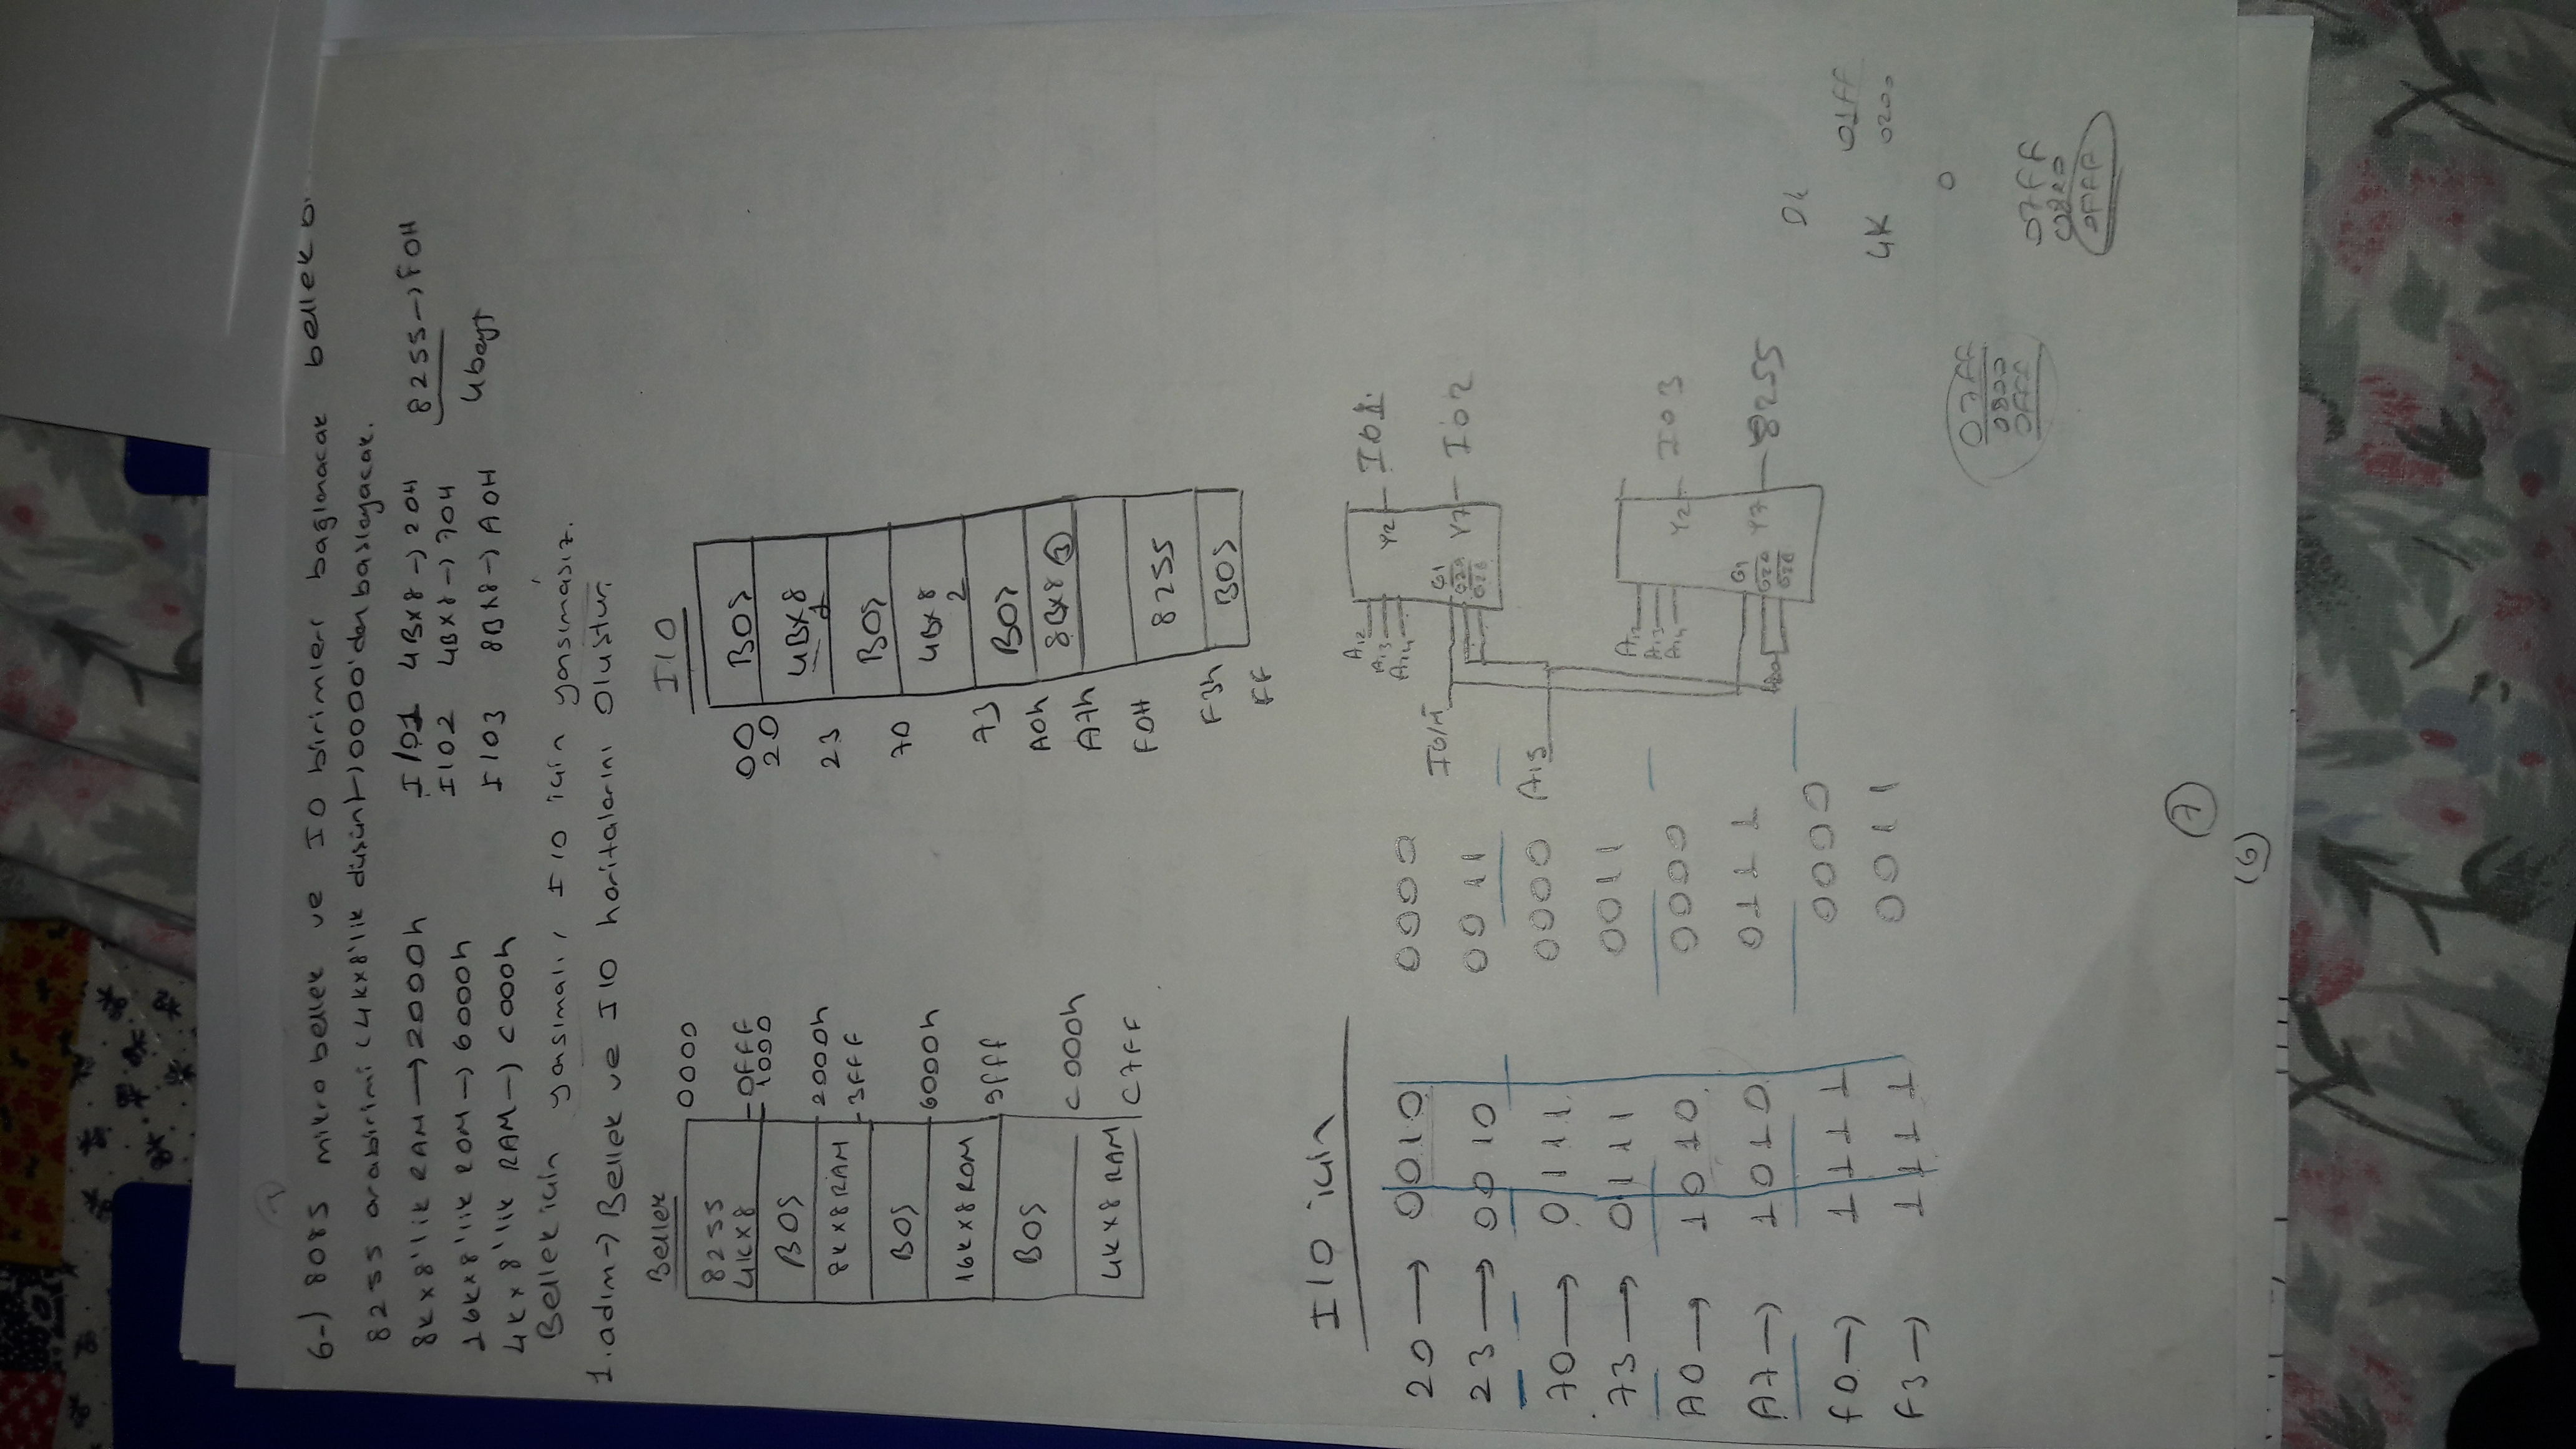 6-) 8085 mikro bellek ve IO birimleri bağlanacak bellek
8255 arabirimi (4kx8'lik düşün) 0000'dan başlayacak.
8Kx8'lik RAM → 2000h
16Kx8'lik ROM → 6000h
4Kx8'lik RAM → C000h
I/O1 4Bx8 → 20H
I/O2 4Bx8 → 70H
I/O3 8Bx8 → A0H
8255 → F0H
4bayt
Bellek için yansımalı, I/O için yansımasız.
1. adım → Bellek ve I/O haritalarını oluştur.
Bellek
0000
8255
4Kx8
0FFF
1000
BOŞ
2000h
8Kx8 RAM
3FFF
BOŞ
6000h
16Kx8 ROM
9fff
BOŞ
C000h
4Kx8 RAM
C7FF
I/O
00 BOŞ
20
4Bx8
1
23
BOŞ
70
4Bx8
2
73
BOŞ
A0h
8Bx8 3
A7h
F0H
8255
F3h
BOŞ
FF
I/O için
20 → 0010 0000
23 → 0010 0011
70 → 0111 0000
73 → 0111 0011
A0 → 1010 0000
A7 → 1010 0111
f0 → 1111 0000
F3 → 1111 0011
A12
A13
A14
Y2 IO1
IO/M
G1
G2A
G2B
Y7 IO2
A15
A12
A13
A14
Y2 IO3
G1
G2A
G2B
Y7 8255
4K
01FF
0200
0
07FF
0800
0FFF
07FF
0800
0FFF
7
(6)